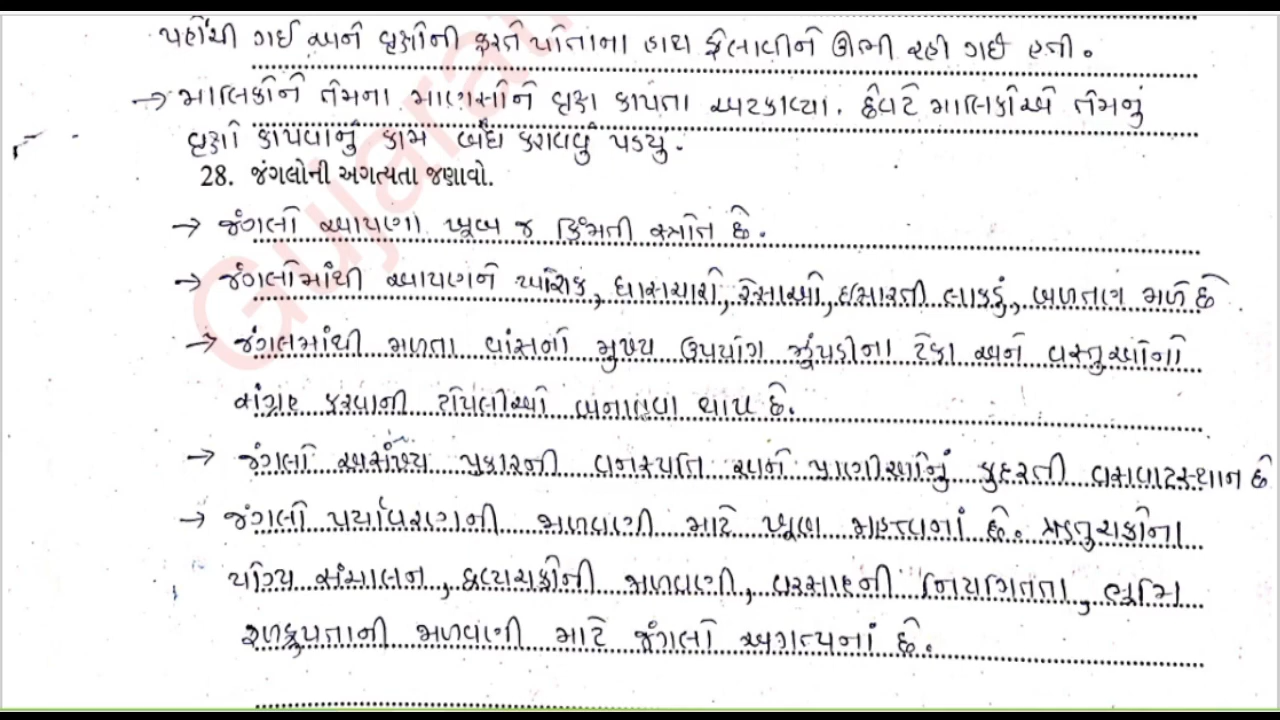 પહોંચી ગઈ અને વૃક્ષોની ફરતે પોતાના હાથ ફેલાવીને ઊભી રહી ગઈ હતી.
→ માલિકોને તેમના માણસોને વૃક્ષ કાપતા અટકાવ્યા. છેવટે માલિકોએ તેમનું
વૃક્ષો કાપવાનું કામ બંધ કરાવવું પડ્યુ.
28. જંગલોની અગત્યતા જણાવો.
→ જંગલો આપણો ખૂબ જ કિંમતી સ્ત્રોત છે.
→ જંગલોમાંથી આપણને ખોરાક, ઘાસચારો, રેસાઓ, ઇમારતી લાકડું, બળતણ મળે છે
→ જંગલમાંથી મળતા વાંસનો મુખ્ય ઉપયોગ ઝુંપડીના ટેકા અને વસ્તુઓનો
સંગ્રહ કરવાની ટોપલીઓ બનાવવા થાય છે.
→ જંગલો અસંખ્ય પ્રકારની વનસ્પતિ અને પ્રાણીઓનું કુદરતી વસવાટસ્થાન છે
→ જંગલો પર્યાવરણની જાળવણી માટે ખૂબ મહત્ત્વનાં છે. ઋતુચક્રોના
યોગ્ય સંચાલન, દ્રવ્યચક્રોની જાળવણી, વરસાદની નિયમિતતા, ભૂમિ
ફળદ્રુપતાની જાળવણી માટે જંગલો અગત્યનાં છે.